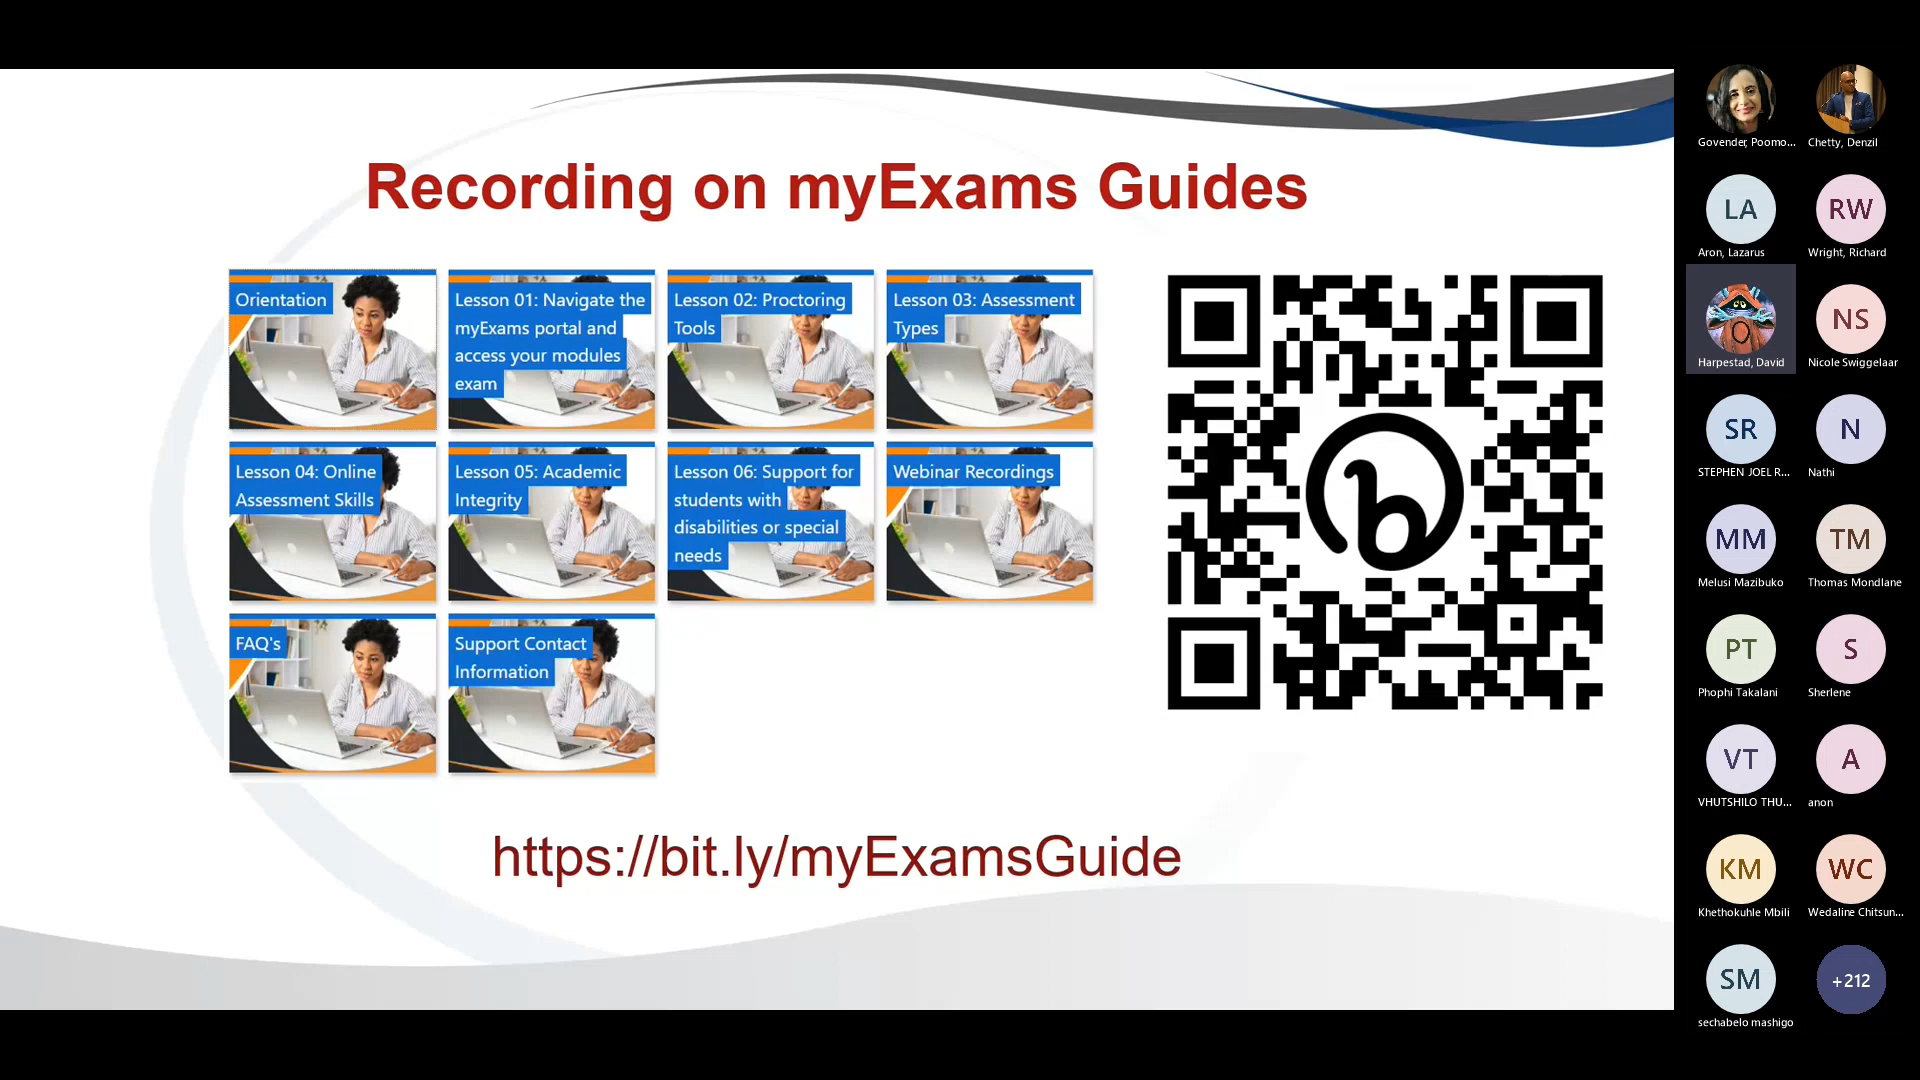 Recording on myExams Guides
Orientation
Lesson 01: Navigate the
myExams portal and
access your modules
exam
Lesson 02: Proctoring
Tools
Lesson 03: Assessment
Types
Lesson 04: Online
Assessment Skills
Lesson 05: Academic
Integrity
Lesson 06: Support for
students with
disabilities or special
needs
Webinar Recordings
FAQ's
Support Contact
Information
b
https://bit.ly/myExamsGuide
Govender, Poomo...
Chetty, Denzil
LA
Aron, Lazarus
RW
Wright, Richard
Harpestad, David
NS
Nicole Swiggelaar
SR
STEPHEN JOEL R...
N
Nathi
MM
Melusi Mazibuko
TM
Thomas Mondlane
PT
Phophi Takalani
S
Sherlene
VT
VHUTSHILO THU...
A
anon
KM
Khethokuhle Mbili
WC
Wedaline Chitsun...
SM
sechabelo mashigo
+212